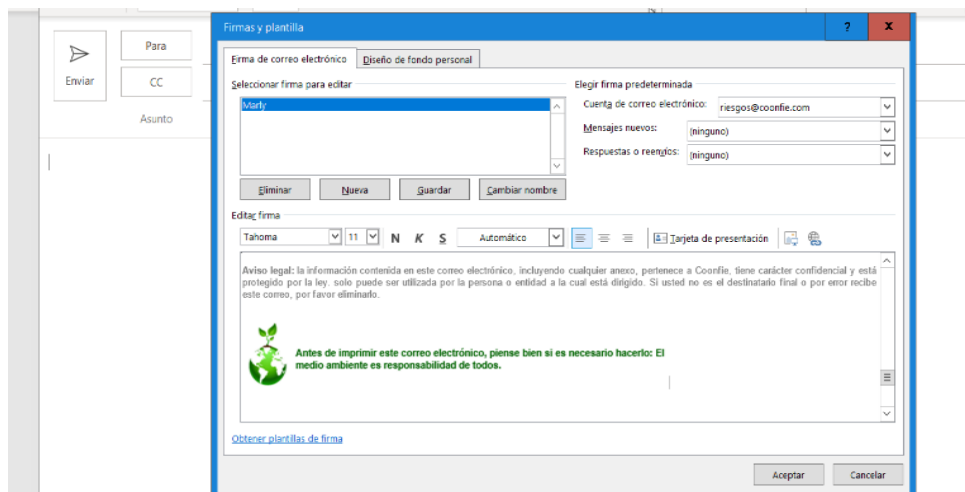 Firmas y plantilla
? X
Firma de correo electrónico Diseño de fondo personal
Seleccionar firma para editar Elegir firma predeterminada
Marly
Cuenta de correo electrónico: riesgos@coonfie.com
Mensajes nuevos: (ninguno)
Respuestas o reenvíos: (ninguno)
Eliminar Nueva Guardar Cambiar nombre
Editar firma
Tahoma 11 N K S Automático Tarjeta de presentación
Aviso legal: la información contenida en este correo electrónico, incluyendo cualquier anexo, pertenece a Coonfie, tiene carácter confidencial y está
protegido por la ley. solo puede ser utilizada por la persona o entidad a la cual está dirigido. Si usted no es el destinatario final o por error recibe
este correo, por favor eliminarlo.
Antes de imprimir este correo electrónico, piense bien si es necesario hacerlo: El
medio ambiente es responsabilidad de todos.
Obtener plantillas de firma
Aceptar Cancelar
Enviar
Para
CC
Asunto